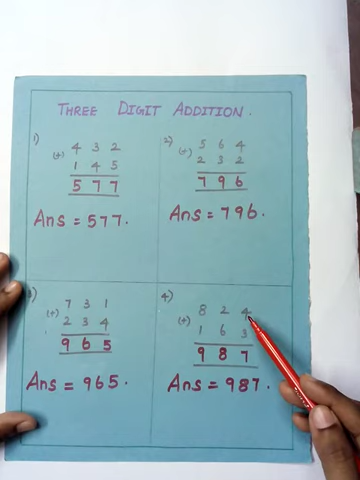 THREE DIGIT ADDITION.
1)
4 3 2
(+)
1 4 5
5 7 7
Ans = 577.
2)
5 6 4
(+)
2 3 2
7 9 6
Ans = 796.
)
7 3 1
(+)
2 3 4
9 6 5
Ans = 965.
4)
8 2 4
(+)
1 6 3
9 8 7
Ans = 987.